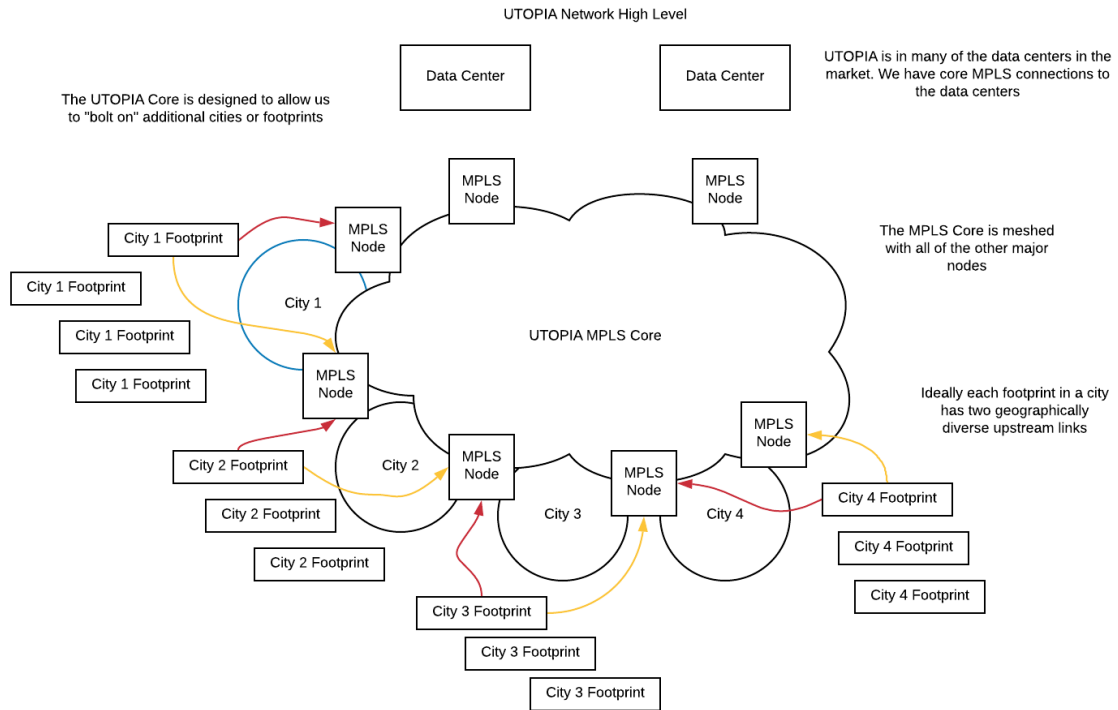 UTOPIA Network High Level
Data Center
Data Center
UTOPIA is in many of the data centers in the
market. We have core MPLS connections to
the data centers
The UTOPIA Core is designed to allow us
to "bolt on" additional cities or footprints
MPLS
Node
MPLS
Node
MPLS
Node
City 1 Footprint
The MPLS Core is meshed
with all of the other major
nodes
City 1 Footprint
City 1
City 1 Footprint
UTOPIA MPLS Core
City 1 Footprint
MPLS
Node
Ideally each footprint in a city
has two geographically
diverse upstream links
MPLS
Node
City 2 Footprint
City 2
MPLS
Node
MPLS
Node
City 4 Footprint
City 2 Footprint
City 3
City 4
City 4 Footprint
City 2 Footprint
City 4 Footprint
City 3 Footprint
City 3 Footprint
City 3 Footprint